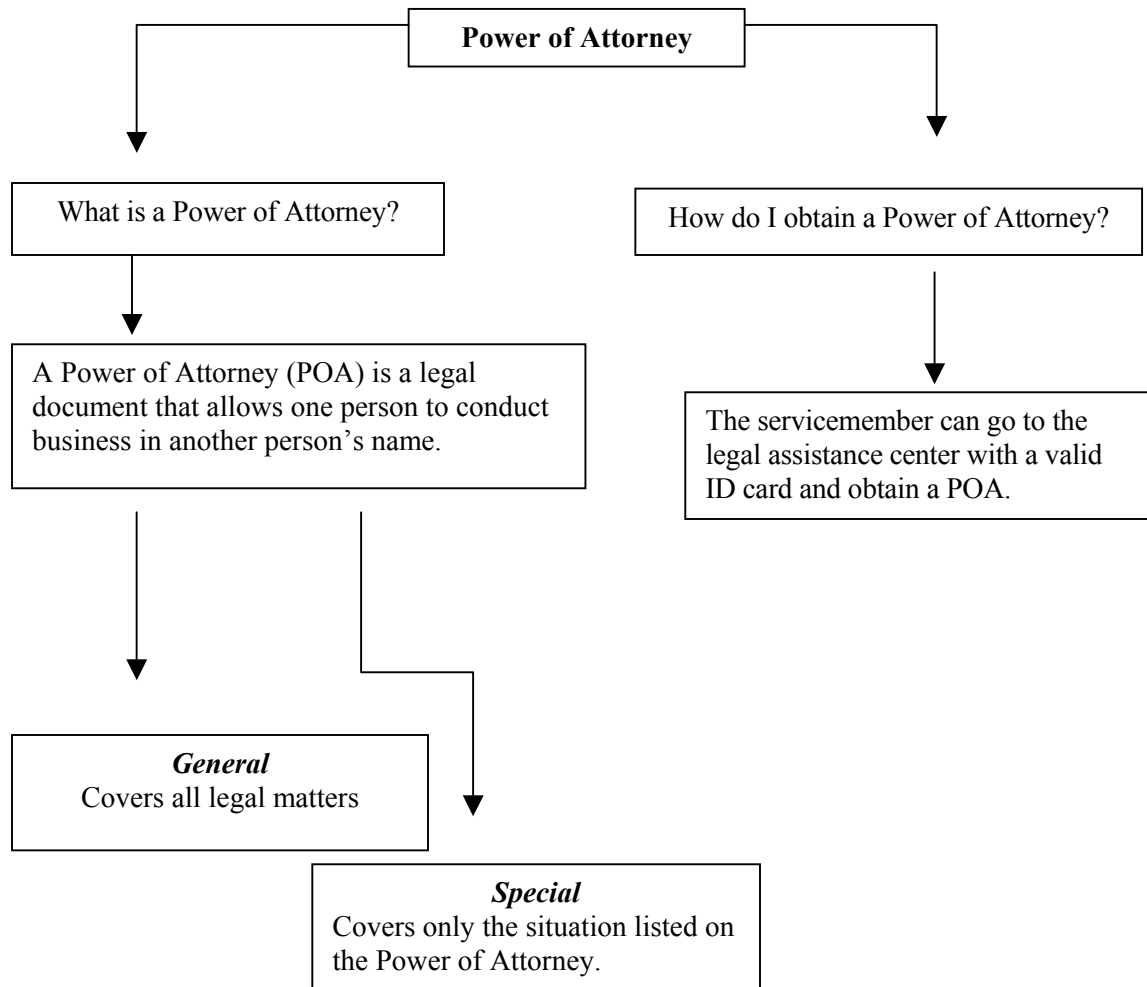 Power of Attorney
What is a Power of Attorney?
How do I obtain a Power of Attorney?
A Power of Attorney (POA) is a legal
document that allows one person to conduct
business in another person’s name.
The servicemember can go to the
legal assistance center with a valid
ID card and obtain a POA.
General
Covers all legal matters
Special
Covers only the situation listed on
the Power of Attorney.